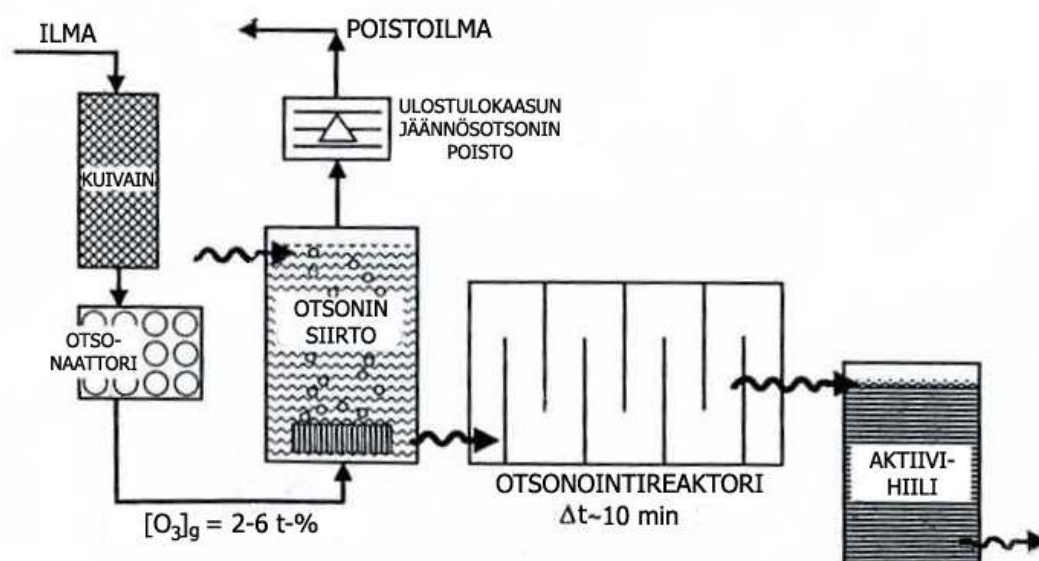 ILMA
POISTOILMA
ULOSTULOKAASUN
JÄÄNNÖSOTSONIN
POISTO
KUIVAIN
OTSONIN
SIIRTO
OTSO-
NAATTORI
AKTIIVI-
HIILI
OTSONOINTIREAKTORI
Δt~10 min
[O₃]g = 2-6 t-%